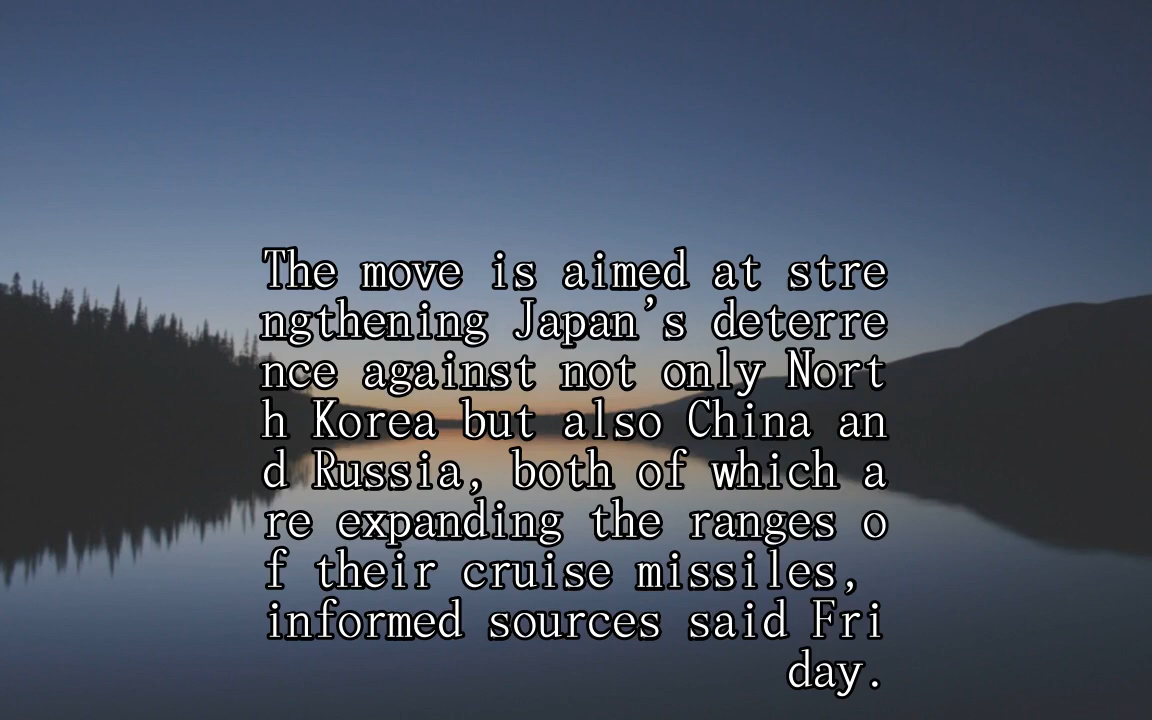 The move is aimed at stre
ngthening Japan’s deterre
nce against not only Nort
h Korea but also China an
d Russia, both of which a
re expanding the ranges o
f their cruise missiles,
informed sources said Fri
day.